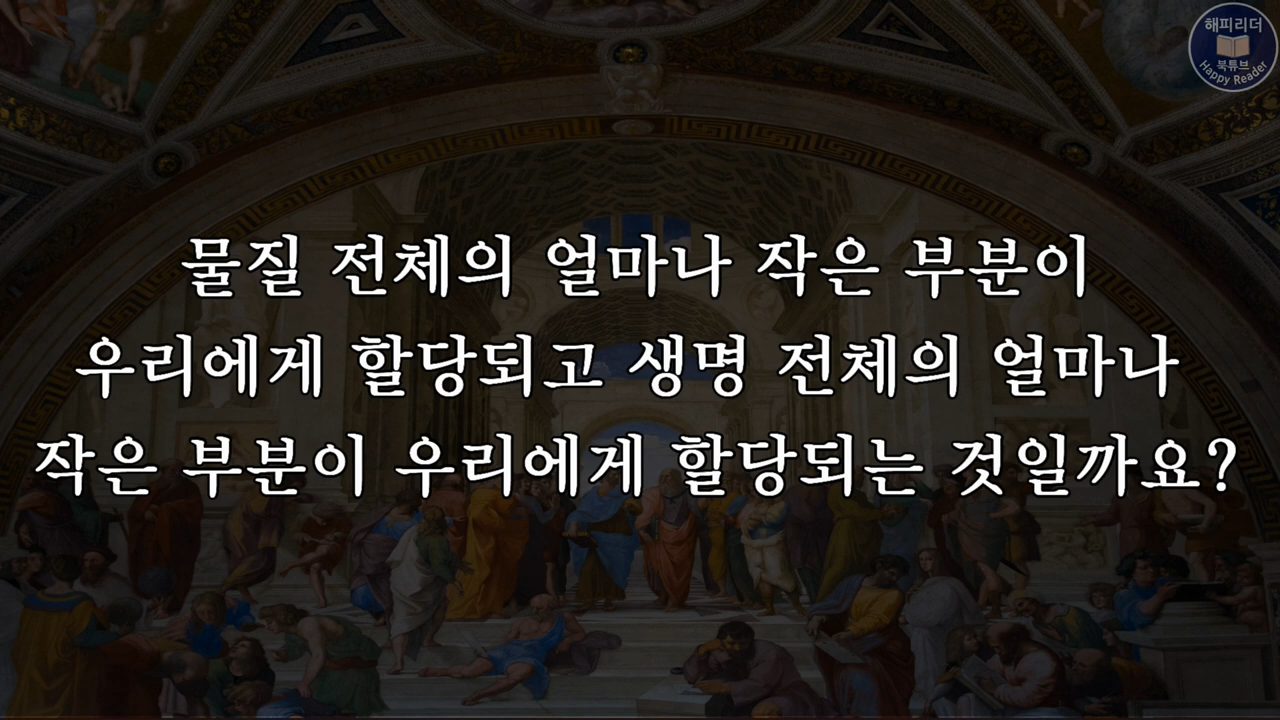 해피리더
북튜브
Happy Reader
물질 전체의 얼마나 작은 부분이
우리에게 할당되고 생명 전체의 얼마나
작은 부분이 우리에게 할당되는 것일까요?